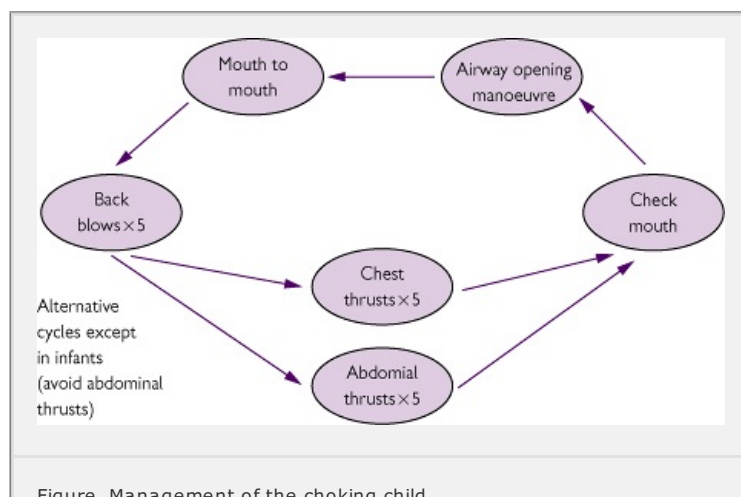 Mouth to
mouth
Airway opening
manoeuvre
Back
blows×5
Check
mouth
Chest
thrusts×5
Alternative
cycles except
in infants
(avoid abdominal
thrusts)
Abdomial
thrusts×5
Figure. Management of the choking child